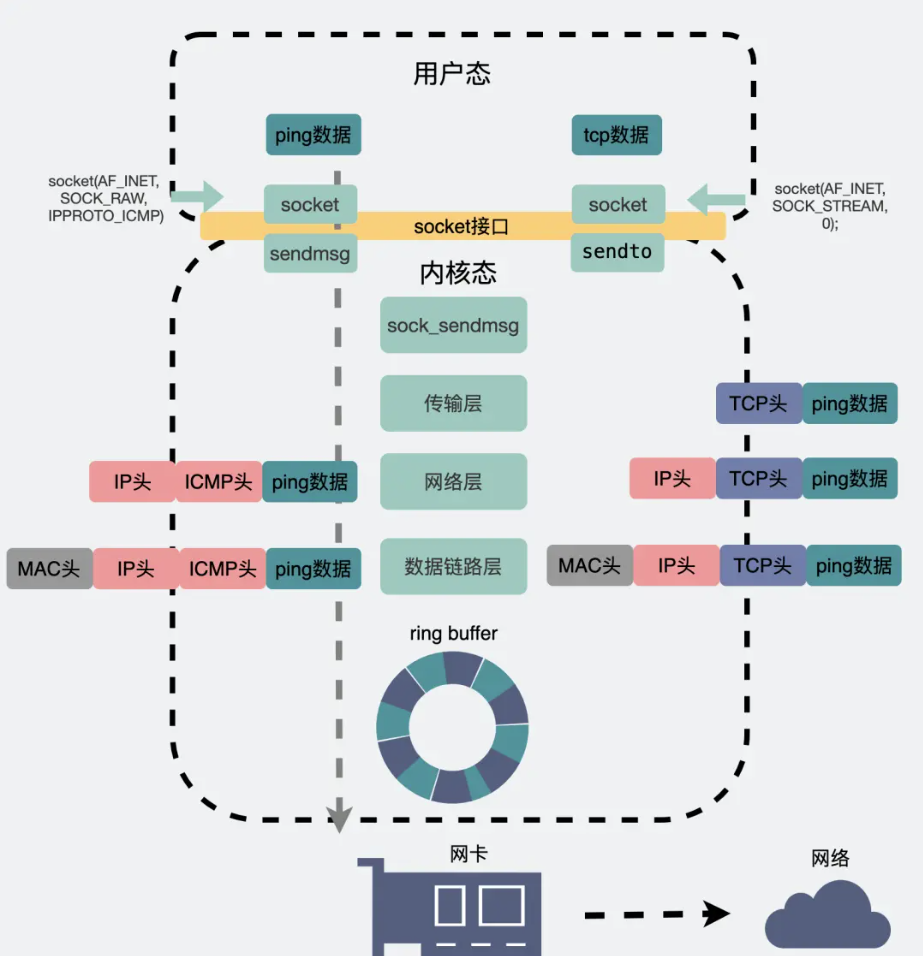 用户态
ping数据
tcp数据
socket(AF_INET,
SOCK_RAW,
IPPROTO_ICMP)
socket
socket
socket(AF_INET,
SOCK_STREAM,
0);
socket接口
sendmsg
sendto
内核态
sock_sendmsg
传输层
TCP头 ping数据
IP头 ICMP头 ping数据
网络层
IP头 TCP头 ping数据
MAC头 IP头 ICMP头 ping数据
数据链路层
MAC头 IP头 TCP头 ping数据
ring buffer
网卡
网络